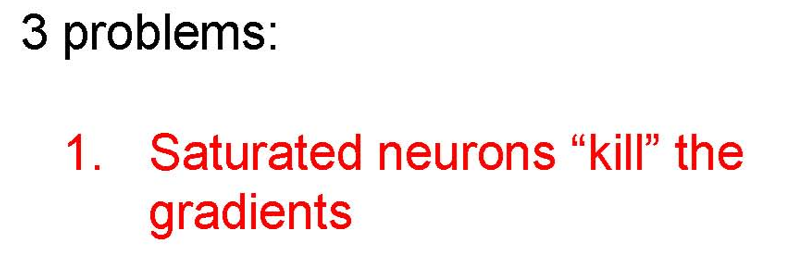 3 problems:
1. Saturated neurons “kill” the
gradients